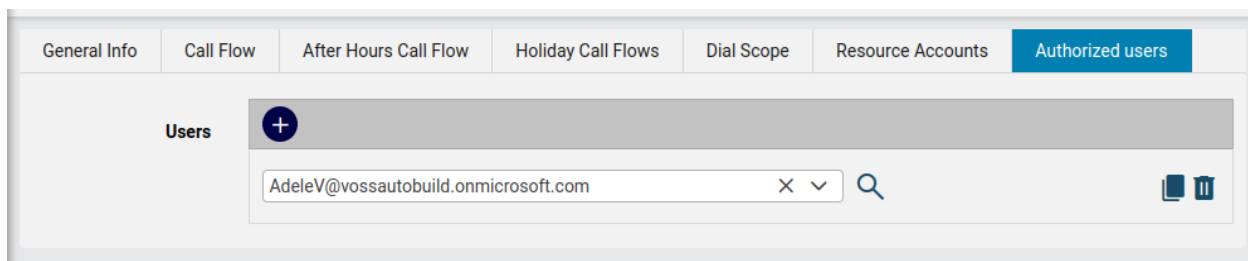 General Info Call Flow After Hours Call Flow Holiday Call Flows Dial Scope Resource Accounts Authorized users
Users
AdeleV@vossautobuild.onmicrosoft.com